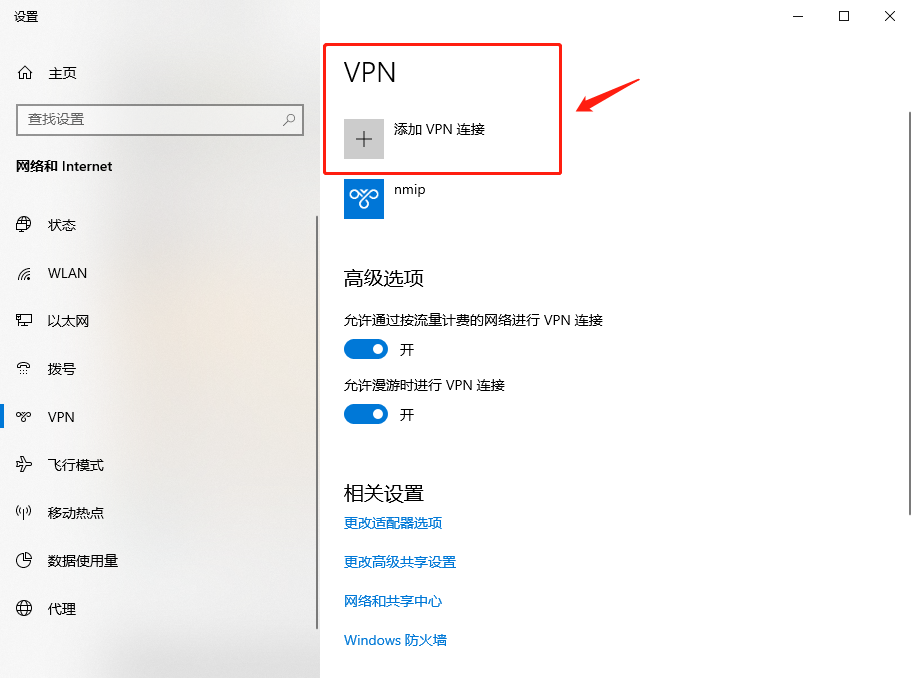 设置
主页
查找设置
网络和 Internet
状态
WLAN
以太网
拨号
VPN
飞行模式
移动热点
数据使用量
代理
VPN
添加 VPN 连接
nmip
高级选项
允许通过按流量计费的网络进行 VPN 连接
开
允许漫游时进行 VPN 连接
开
相关设置
更改适配器选项
更改高级共享设置
网络和共享中心
Windows 防火墙